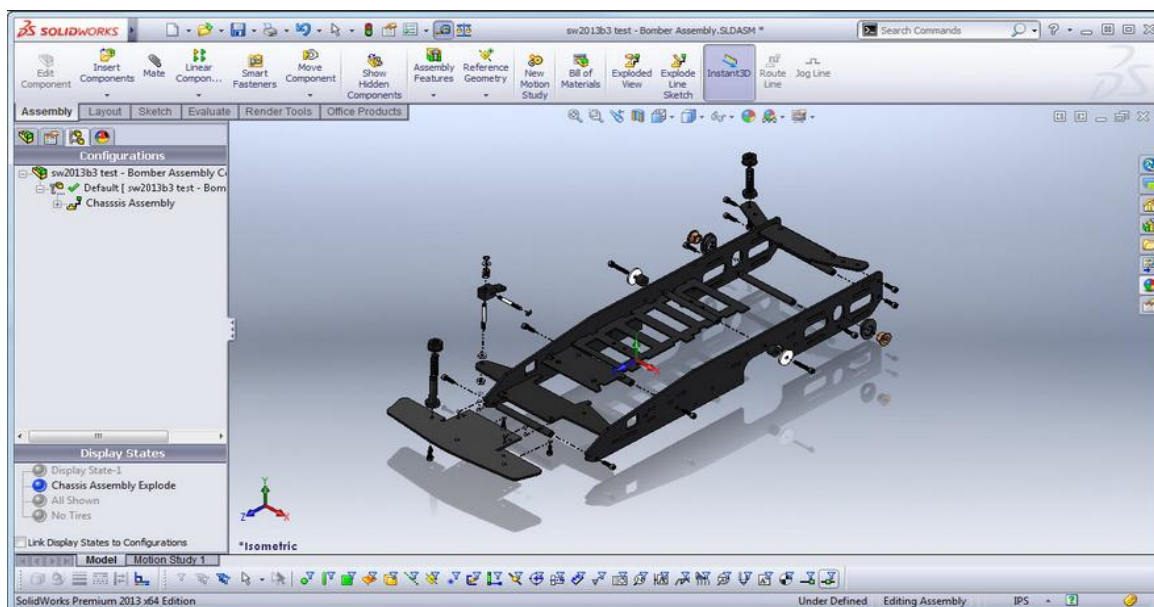 SOLIDWORKS
sw2013b3 test - Bomber Assembly.SLDASM *
Search Commands
Edit Component
Insert Components
Mate
Linear Compon...
Smart Fasteners
Move Component
Show Hidden Components
Assembly Features
Reference Geometry
New Motion Study
Bill of Materials
Exploded View
Explode Line Sketch
Instant3D
Route Line
Jog Line
Assembly Layout Sketch Evaluate Render Tools Office Products
Configurations
sw2013b3 test - Bomber Assembly Co
Default [ sw2013b3 test - Bom
Chasssis Assembly
Display States
Display State-1
Chassis Assembly Explode
All Shown
No Tires
Link Display States to Configurations
Y
Z
X
*Isometric
Model Motion Study 1
SolidWorks Premium 2013 x64 Edition
Under Defined Editing Assembly IPS